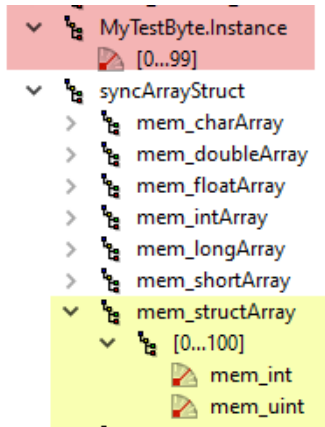 MyTestByte.Instance
[0...99]
syncArrayStruct
mem_charArray
mem_doubleArray
mem_floatArray
mem_intArray
mem_longArray
mem_shortArray
mem_structArray
[0...100]
mem_int
mem_uint